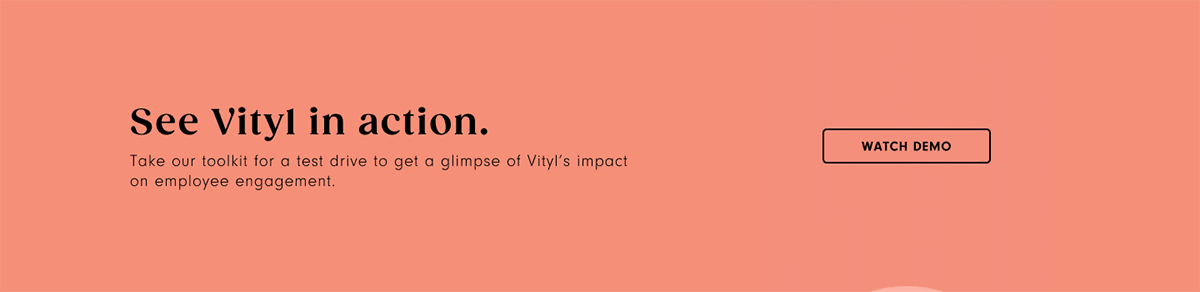 See Vityl in action.
Take our toolkit for a test drive to get a glimpse of Vityl's impact
on employee engagement.
WATCH DEMO